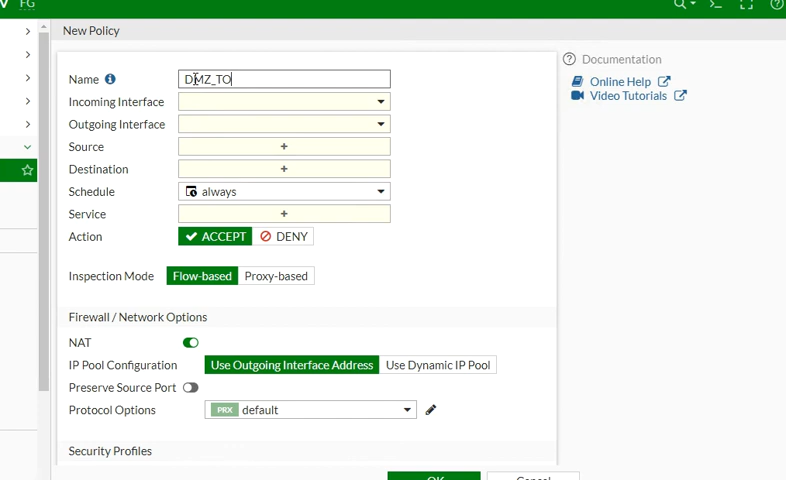 FG
New Policy
Name
DMZ_TO
Incoming Interface
Outgoing Interface
Source
+
Destination
+
Schedule
always
Service
+
Action
ACCEPT
DENY
Inspection Mode
Flow-based
Proxy-based
Firewall / Network Options
NAT
IP Pool Configuration
Use Outgoing Interface Address
Use Dynamic IP Pool
Preserve Source Port
Protocol Options
PRX
default
Security Profiles
OK
Cancel
Documentation
Online Help
Video Tutorials